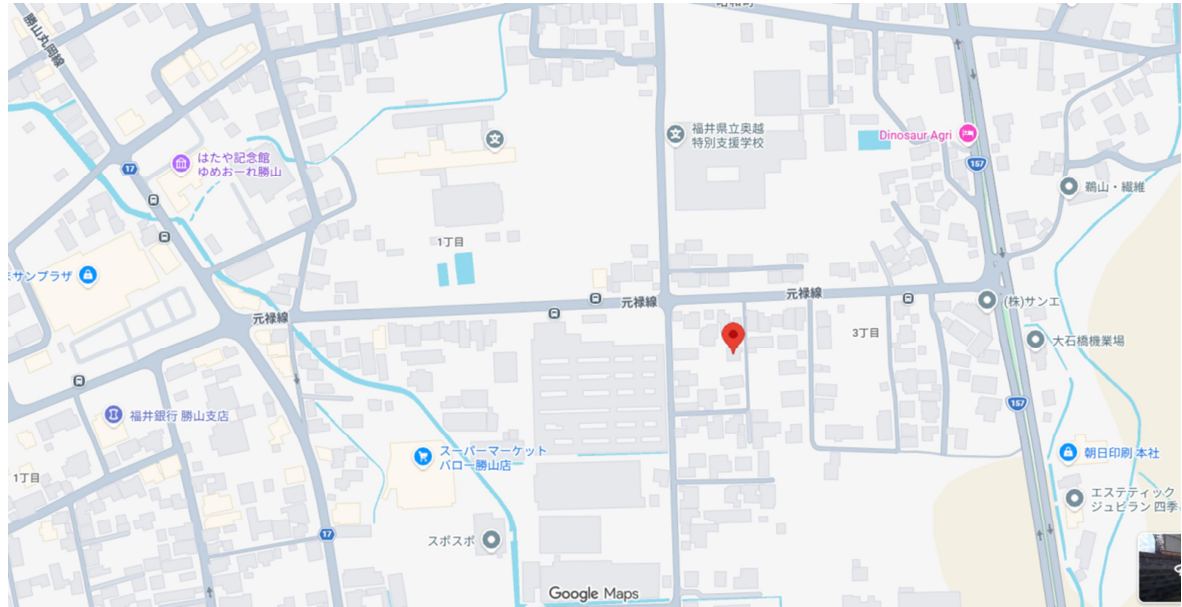 勝山丸岡線
はたや記念館
ゆめおーれ勝山
17
福井県立奥越
特別支援学校
Dinosaur Agri
157
鵜山・繊維
1丁目
サンプラザ
元禄線
元禄線
元禄線
(株)サンエ
3丁目
大石橋機業場
福井銀行 勝山支店
157
スーパーマーケット
バロー勝山店
朝日印刷 本社
1丁目
エステティック
ジュビラン 四季
17
スポスポ
Google Maps